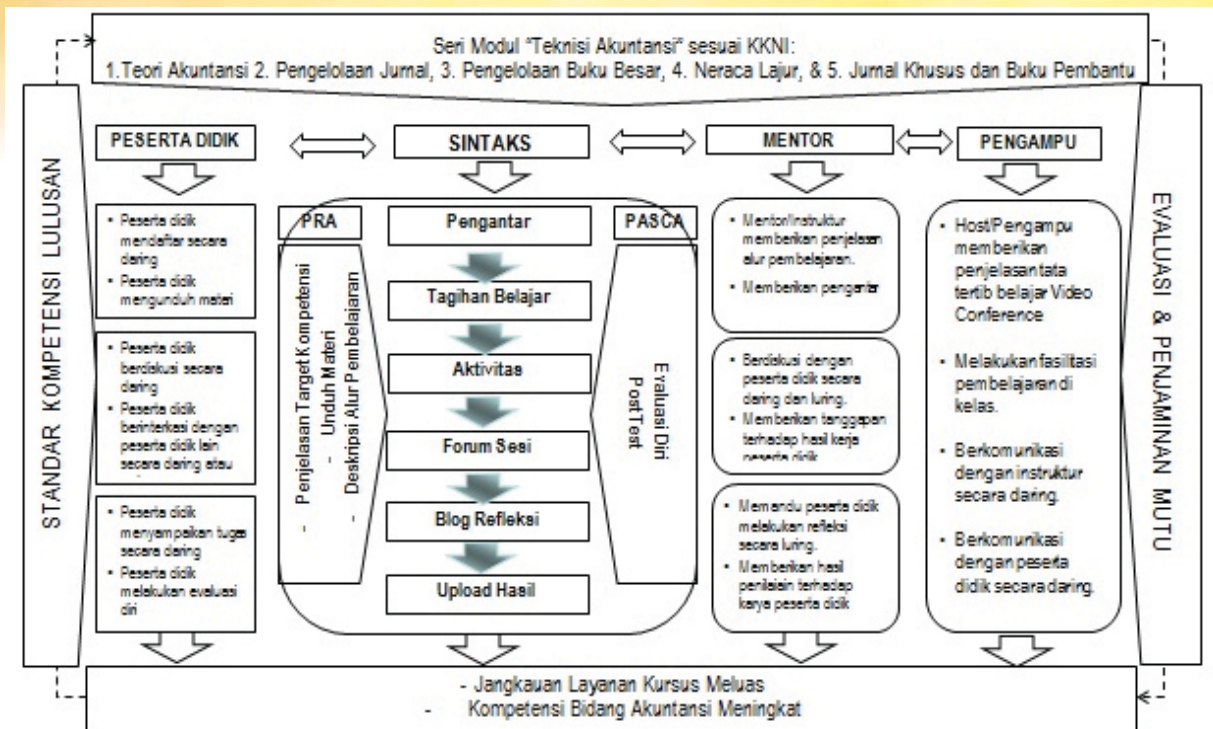 Seri Modul “Teknisi Akuntansi” sesuai KKNI:
1.Teori Akuntansi 2. Pengelolaan Jurnal, 3. Pengelolaan Buku Besar, 4. Neraca Lajur, & 5. Jurnal Khusus dan Buku Pembantu
STANDAR KOMPETENSI LULUSAN
PESERTA DIDIK
SINTAKS
MENTOR
PENGAMPU
• Peserta didik
mendaftar secara
daring
• Peserta didik
mengunduh materi
• Peserta didik
berdiskusi secara
daring
• Peserta didik
berinterkasi dengan
peserta didik lain
secara daring atau
• Peserta didik
menyampaikan tugas
secara daring
• Peserta didik
melakukan evaluasi
diri
PRA
- Penjelasan Target Kompetensi
- Unduh Materi
- Deskripsi Alur Pembelajaran
Pengantar
Tagihan Belajar
Aktivitas
Forum Sesi
Blog Refleksi
Upload Hasil
PASCA
Evaluasi Diri
Post Test
• Mentor/Instruktur
memberikan penjelasan
alur pembelajaran.
• Memberikan pengantar
• Berdiskusi dengan
peserta didik secara
daring dan luring.
• Memberikan tanggapan
terhadap hasil kerja
peserta didik
• Memandu peserta didik
melakukan refleksi
secara luring.
• Memberikan hasil
penilaian terhadap
karya peserta didik
• Host/Pengampu
memberikan
penjelasan tata
tertib belajar Video
Conference
• Melakukan fasilitasi
pembelajaran di
kelas.
• Berkomunikasi
dengan instruktur
secara daring.
• Berkomunikasi
dengan peserta
didik secara daring.
EVALUASI & PENJAMINAN MUTU
- Jangkauan Layanan Kursus Meluas
- Kompetensi Bidang Akuntansi Meningkat